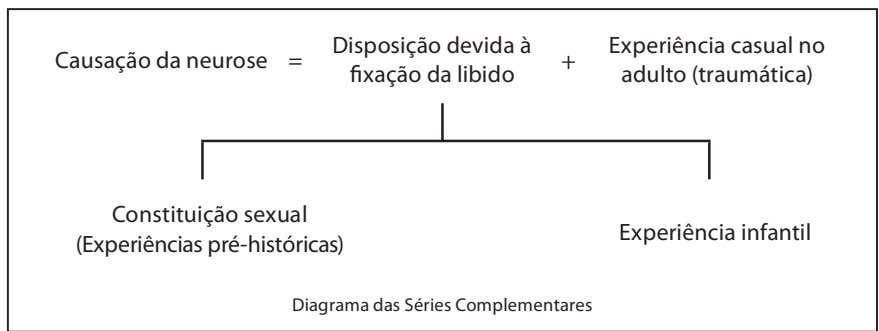 Causação da neurose = Disposição devida à fixação da libido + Experiência casual no adulto (traumática)
Constituição sexual
(Experiências pré-históricas)
Experiência infantil
Diagrama das Séries Complementares